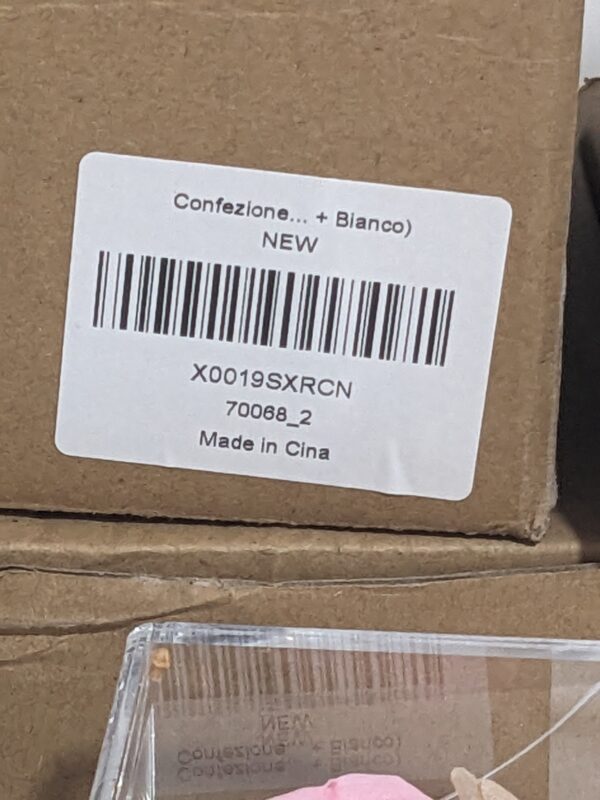 Confezione... + Bianco)
NEW
X0019SXRCN
70068_2
Made in Cina